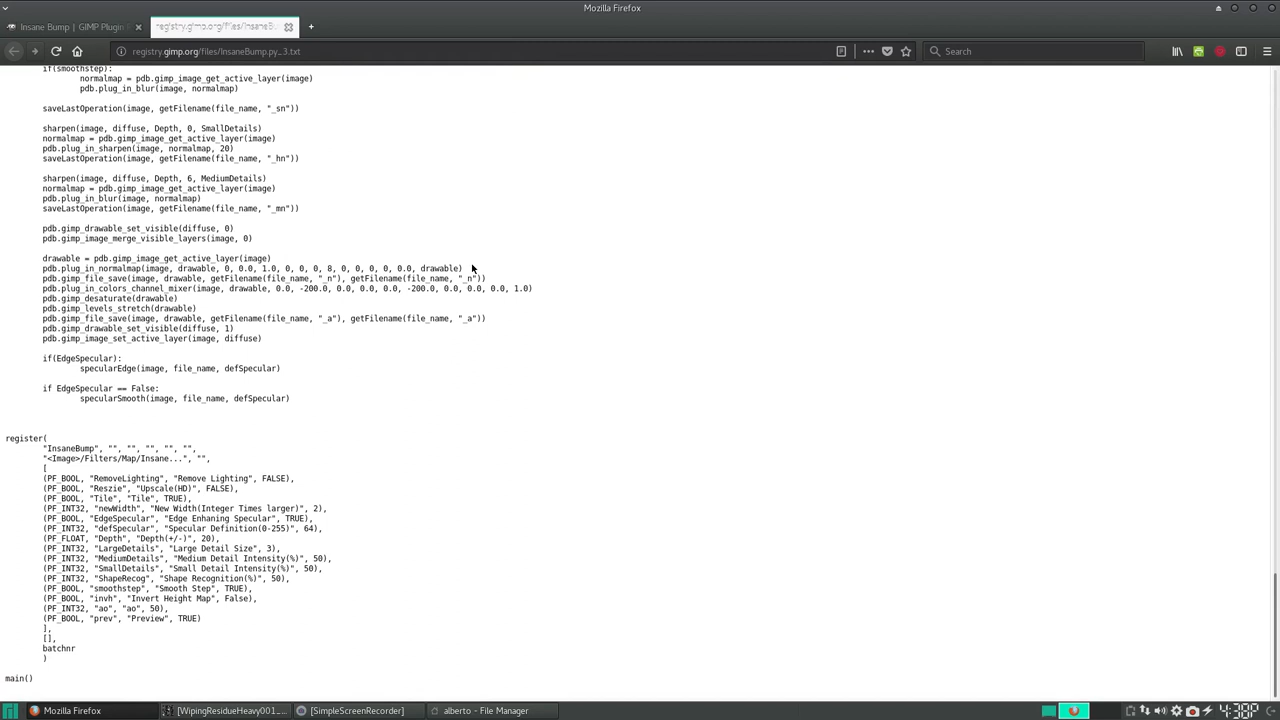 Mozilla Firefox
Insane Bump | GIMP Plugin
registry.gimp.org/files/InsaneBu
registry.gimp.org/files/InsaneBump.py_3.txt
Search
if(smoothstep):
normalmap = pdb.gimp_image_get_active_layer(image)
pdb.plug_in_blur(image, normalmap)
saveLastOperation(image, getFilename(file_name, "_sn"))
sharpen(image, diffuse, Depth, 0, SmallDetails)
normalmap = pdb.gimp_image_get_active_layer(image)
pdb.plug_in_sharpen(image, normalmap, 20)
saveLastOperation(image, getFilename(file_name, "_hn"))
sharpen(image, diffuse, Depth, 6, MediumDetails)
normalmap = pdb.gimp_image_get_active_layer(image)
pdb.plug_in_blur(image, normalmap)
saveLastOperation(image, getFilename(file_name, "_mn"))
pdb.gimp_drawable_set_visible(diffuse, 0)
pdb.gimp_image_merge_visible_layers(image, 0)
drawable = pdb.gimp_image_get_active_layer(image)
pdb.plug_in_normalmap(image, drawable, 0, 0.0, 1.0, 0, 0, 0, 8, 0, 0, 0, 0, 0.0, drawable)
pdb.gimp_file_save(image, drawable, getFilename(file_name, "_n"), getFilename(file_name, "_n"))
pdb.plug_in_colors_channel_mixer(image, drawable, 0.0, -200.0, 0.0, 0.0, 0.0, -200.0, 0.0, 0.0, 0.0, 1.0)
pdb.gimp_desaturate(drawable)
pdb.gimp_levels_stretch(drawable)
pdb.gimp_file_save(image, drawable, getFilename(file_name, "_a"), getFilename(file_name, "_a"))
pdb.gimp_drawable_set_visible(diffuse, 1)
pdb.gimp_image_set_active_layer(image, diffuse)
if(EdgeSpecular):
specularEdge(image, file_name, defSpecular)
if EdgeSpecular == False:
specularSmooth(image, file_name, defSpecular)
register(
"InsaneBump", "", "", "", "", "",
"<Image>/Filters/Map/Insane...", "",
[
(PF_BOOL, "RemoveLighting", "Remove Lighting", FALSE),
(PF_BOOL, "Reszie", "Upscale(HD)", FALSE),
(PF_BOOL, "Tile", "Tile", TRUE),
(PF_INT32, "newWidth", "New Width(Integer Times larger)", 2),
(PF_BOOL, "EdgeSpecular", "Edge Enhaning Specular", TRUE),
(PF_INT32, "defSpecular", "Specular Definition(0-255)", 64),
(PF_FLOAT, "Depth", "Depth(+/-)", 20),
(PF_INT32, "LargeDetails", "Large Detail Size", 3),
(PF_INT32, "MediumDetails", "Medium Detail Intensity(%)", 50),
(PF_INT32, "SmallDetails", "Small Detail Intensity(%)", 50),
(PF_INT32, "ShapeRecog", "Shape Recognition(%)", 50),
(PF_BOOL, "smoothstep", "Smooth Step", TRUE),
(PF_BOOL, "invh", "Invert Height Map", False),
(PF_INT32, "ao", "ao", 50),
(PF_BOOL, "prev", "Preview", TRUE)
],
[],
batchnr
)
main()
Mozilla Firefox
[WipingResidueHeavy001_...
[SimpleScreenRecorder]
alberto - File Manager